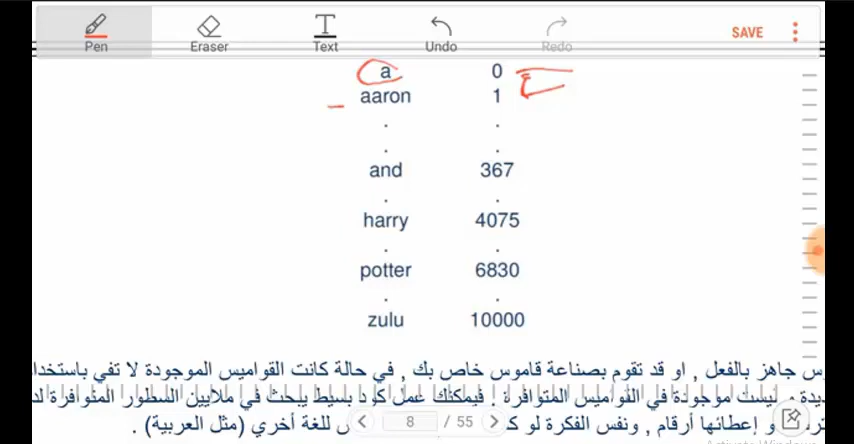 Pen Eraser Text Undo Redo SAVE
a 0
aaron 1
. .
. .
and 367
. .
harry 4075
. .
potter 6830
. .
zulu 10000
جاهز بالفعل , او قد تقوم بصناعة قاموس خاص بك , في حالة كانت القواميس الموجودة لا تفي
ليست موجودة في القواميس المتوافرة , فيمكنك عمل كود بسيط يبحث في ملايين السطور المتوافرة
و إعطائها أرقام , ونفس الفكرة لو للغة أخري (مثل العربية) .
8 / 55